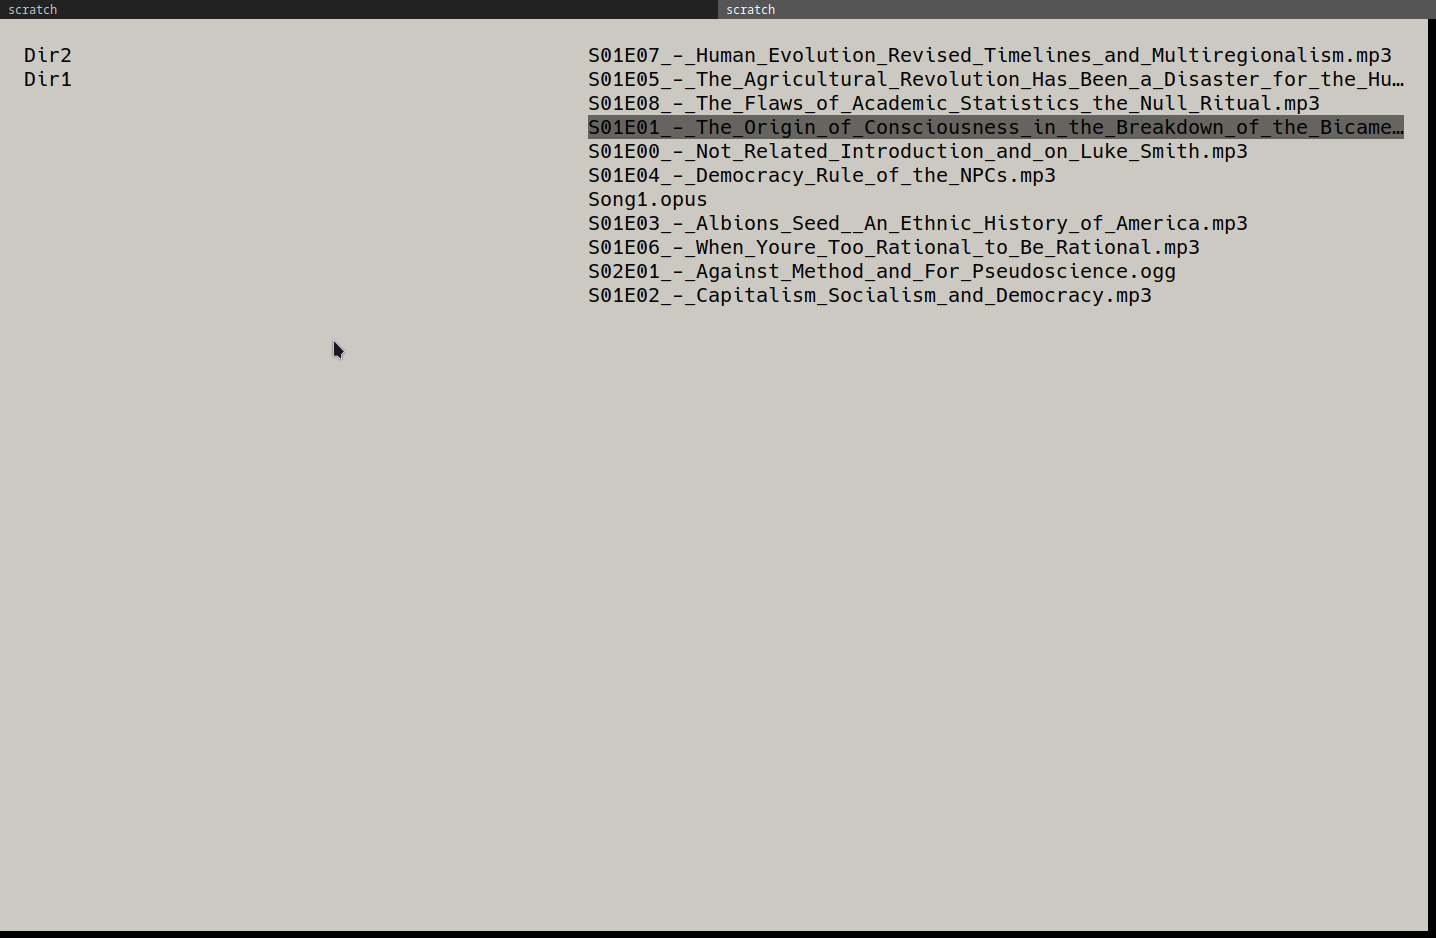 scratch
scratch
Dir2
Dir1
S01E07_-_Human_Evolution_Revised_Timelines_and_Multiregionalism.mp3
S01E05_-_The_Agricultural_Revolution_Has_Been_a_Disaster_for_the_Hu…
S01E08_-_The_Flaws_of_Academic_Statistics_the_Null_Ritual.mp3
S01E01_-_The_Origin_of_Consciousness_in_the_Breakdown_of_the_Bicame…
S01E00_-_Not_Related_Introduction_and_on_Luke_Smith.mp3
S01E04_-_Democracy_Rule_of_the_NPCs.mp3
Song1.opus
S01E03_-_Albions_Seed__An_Ethnic_History_of_America.mp3
S01E06_-_When_Youre_Too_Rational_to_Be_Rational.mp3
S02E01_-_Against_Method_and_For_Pseudoscience.ogg
S01E02_-_Capitalism_Socialism_and_Democracy.mp3